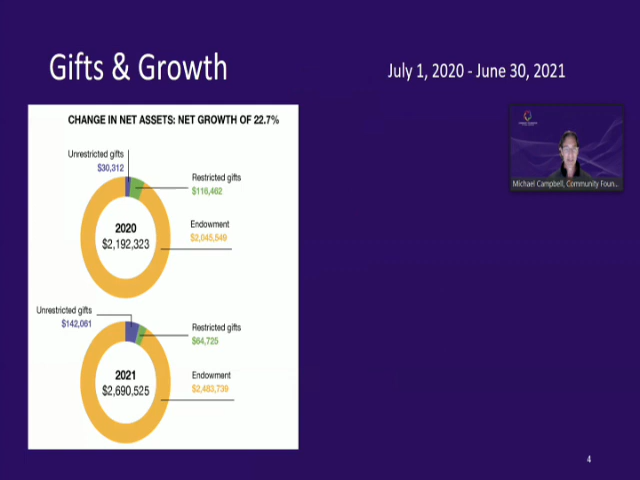 Gifts & Growth
July 1, 2020 - June 30, 2021
CHANGE IN NET ASSETS: NET GROWTH OF 22.7%
Unrestricted gifts
$30,312
Restricted gifts
$116,462
2020
$2,192,323
Endowment
$2,045,549
Unrestricted gifts
$142,061
Restricted gifts
$64,725
2021
$2,690,525
Endowment
$2,483,739
Michael Campbell, Community Foun...
4